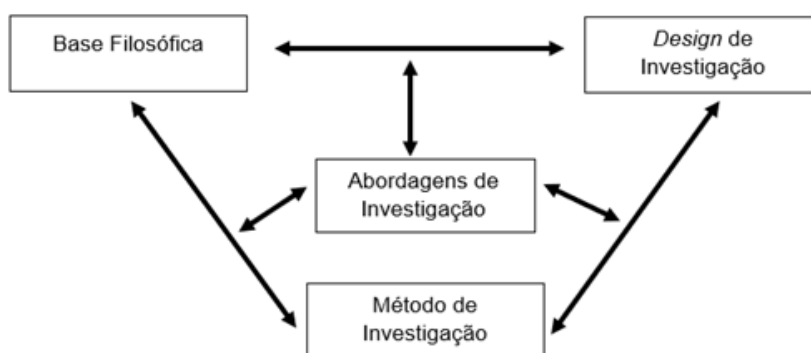 Base Filosófica
Design de
Investigação
Abordagens de
Investigação
Método de
Investigação